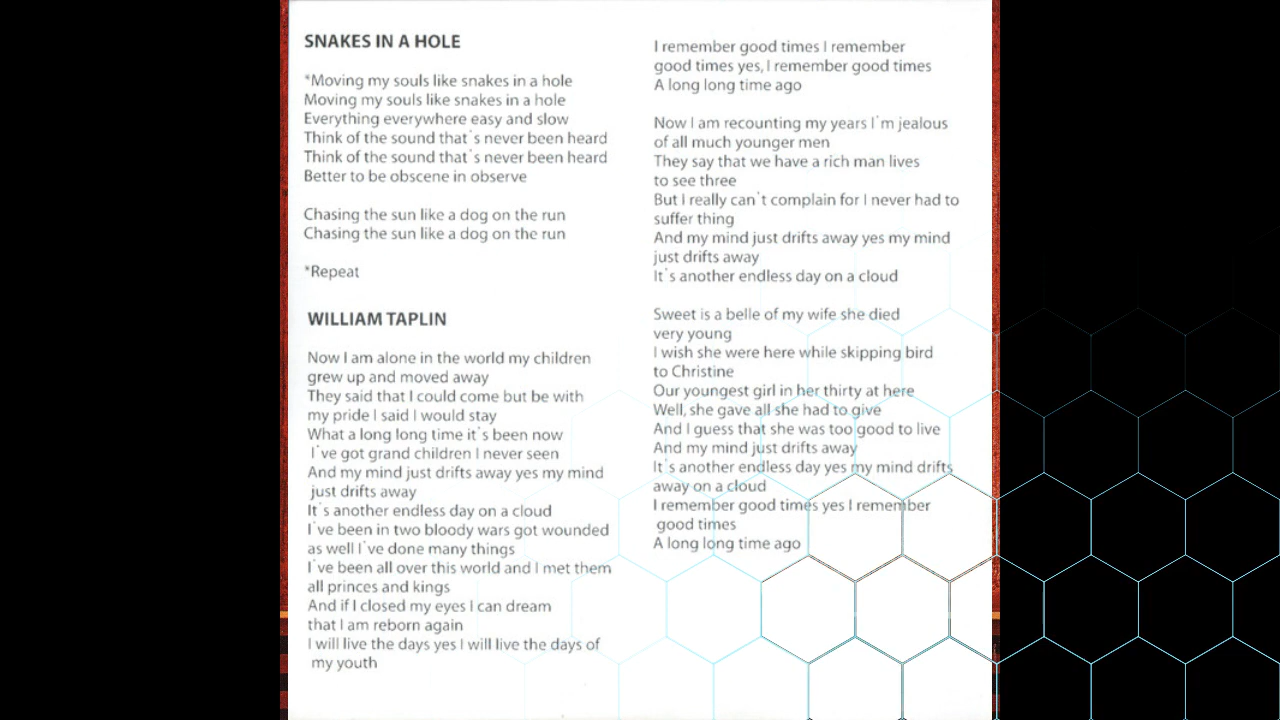 SNAKES IN A HOLE
*Moving my souls like snakes in a hole
Moving my souls like snakes in a hole
Everything everywhere easy and slow
Think of the sound that´s never been heard
Think of the sound that´s never been heard
Better to be obscene in observe
Chasing the sun like a dog on the run
Chasing the sun like a dog on the run
*Repeat
WILLIAM TAPLIN
Now I am alone in the world my children
grew up and moved away
They said that I could come but be with
my pride I said I would stay
What a long long time it´s been now
I´ve got grand children I never seen
And my mind just drifts away yes my mind
just drifts away
It´s another endless day on a cloud
I´ve been in two bloody wars got wounded
as well I´ve done many things
I´ve been all over this world and I met them
all princes and kings
And if I closed my eyes I can dream
that I am reborn again
I will live the days yes I will live the days of
my youth
I remember good times I remember
good times yes, I remember good times
A long long time ago
Now I am recounting my years I´m jealous
of all much younger men
They say that we have a rich man lives
to see three
But I really can´t complain for I never had to
suffer thing
And my mind just drifts away yes my mind
just drifts away
It´s another endless day on a cloud
Sweet is a belle of my wife she died
very young
I wish she were here while skipping bird
to Christine
Our youngest girl in her thirty at here
Well, she gave all she had to give
And I guess that she was too good to live
And my mind just drifts away
It´s another endless day yes my mind drifts
away on a cloud
I remember good times yes I remember
good times
A long long time ago